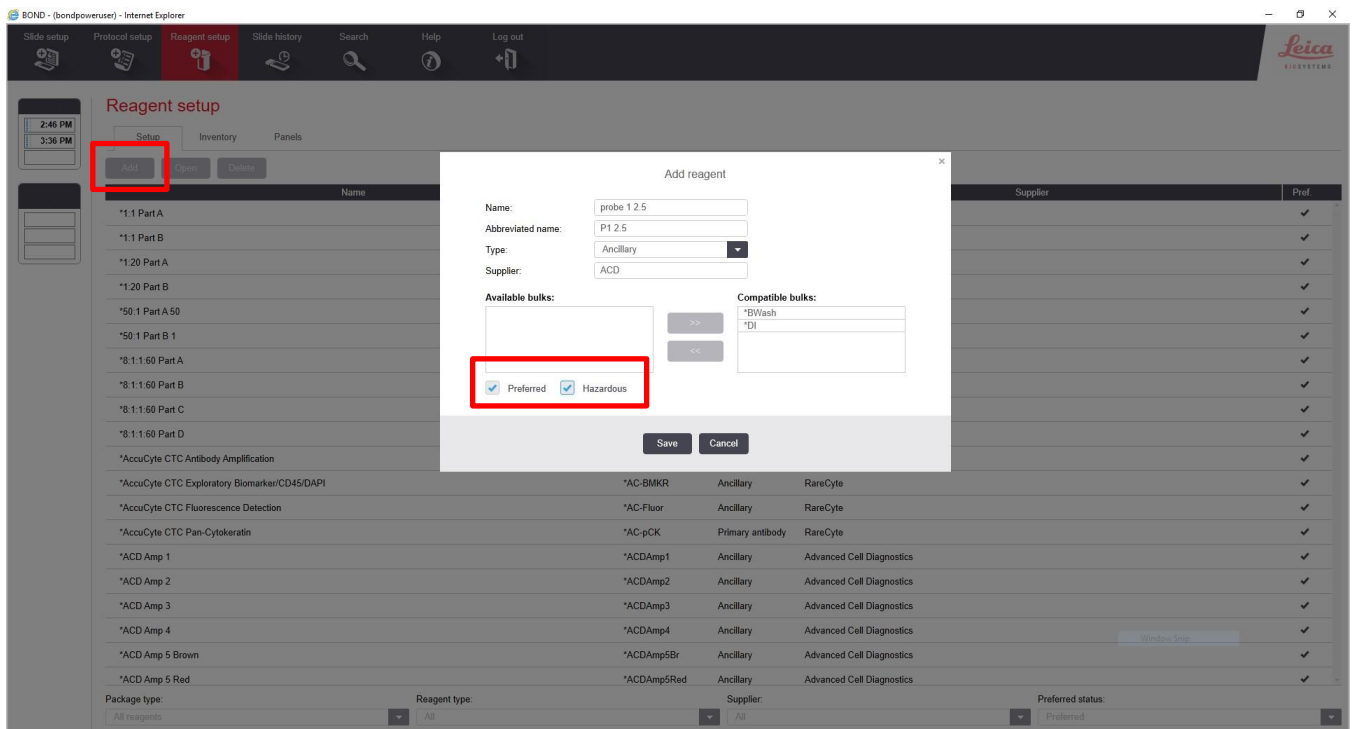 BOND - (bondpoweruser) - Internet Explorer
Slide setup Protocol setup Reagent setup Slide history Search Help Log out
Leica
BIOSYSTEMS
Reagent setup
2:46 PM
3:36 PM
Setup Inventory Panels
Add Open Delete
Name Supplier Pref.
*1:1 Part A
*1:1 Part B
*1:20 Part A
*1:20 Part B
*50:1 Part A 50
*50:1 Part B 1
*8:1:1:60 Part A
*8:1:1:60 Part B
*8:1:1:60 Part C
*8:1:1:60 Part D
*AccuCyte CTC Antibody Amplification
*AccuCyte CTC Exploratory Biomarker/CD45/DAPI *AC-BMKR Ancillary RareCyte
*AccuCyte CTC Fluorescence Detection *AC-Fluor Ancillary RareCyte
*AccuCyte CTC Pan-Cytokeratin *AC-pCK Primary antibody RareCyte
*ACD Amp 1 *ACDAmp1 Ancillary Advanced Cell Diagnostics
*ACD Amp 2 *ACDAmp2 Ancillary Advanced Cell Diagnostics
*ACD Amp 3 *ACDAmp3 Ancillary Advanced Cell Diagnostics
*ACD Amp 4 *ACDAmp4 Ancillary Advanced Cell Diagnostics
*ACD Amp 5 Brown *ACDAmp5Br Ancillary Advanced Cell Diagnostics
*ACD Amp 5 Red *ACDAmp5Red Ancillary Advanced Cell Diagnostics
Window Snip
Package type: Reagent type: Supplier: Preferred status:
All reagents All All Preferred
Add reagent
Name: probe 1 2.5
Abbreviated name: P1 2.5
Type: Ancillary
Supplier: ACD
Available bulks: Compatible bulks:
*BWash
>> *DI
<<
Preferred Hazardous
Save Cancel